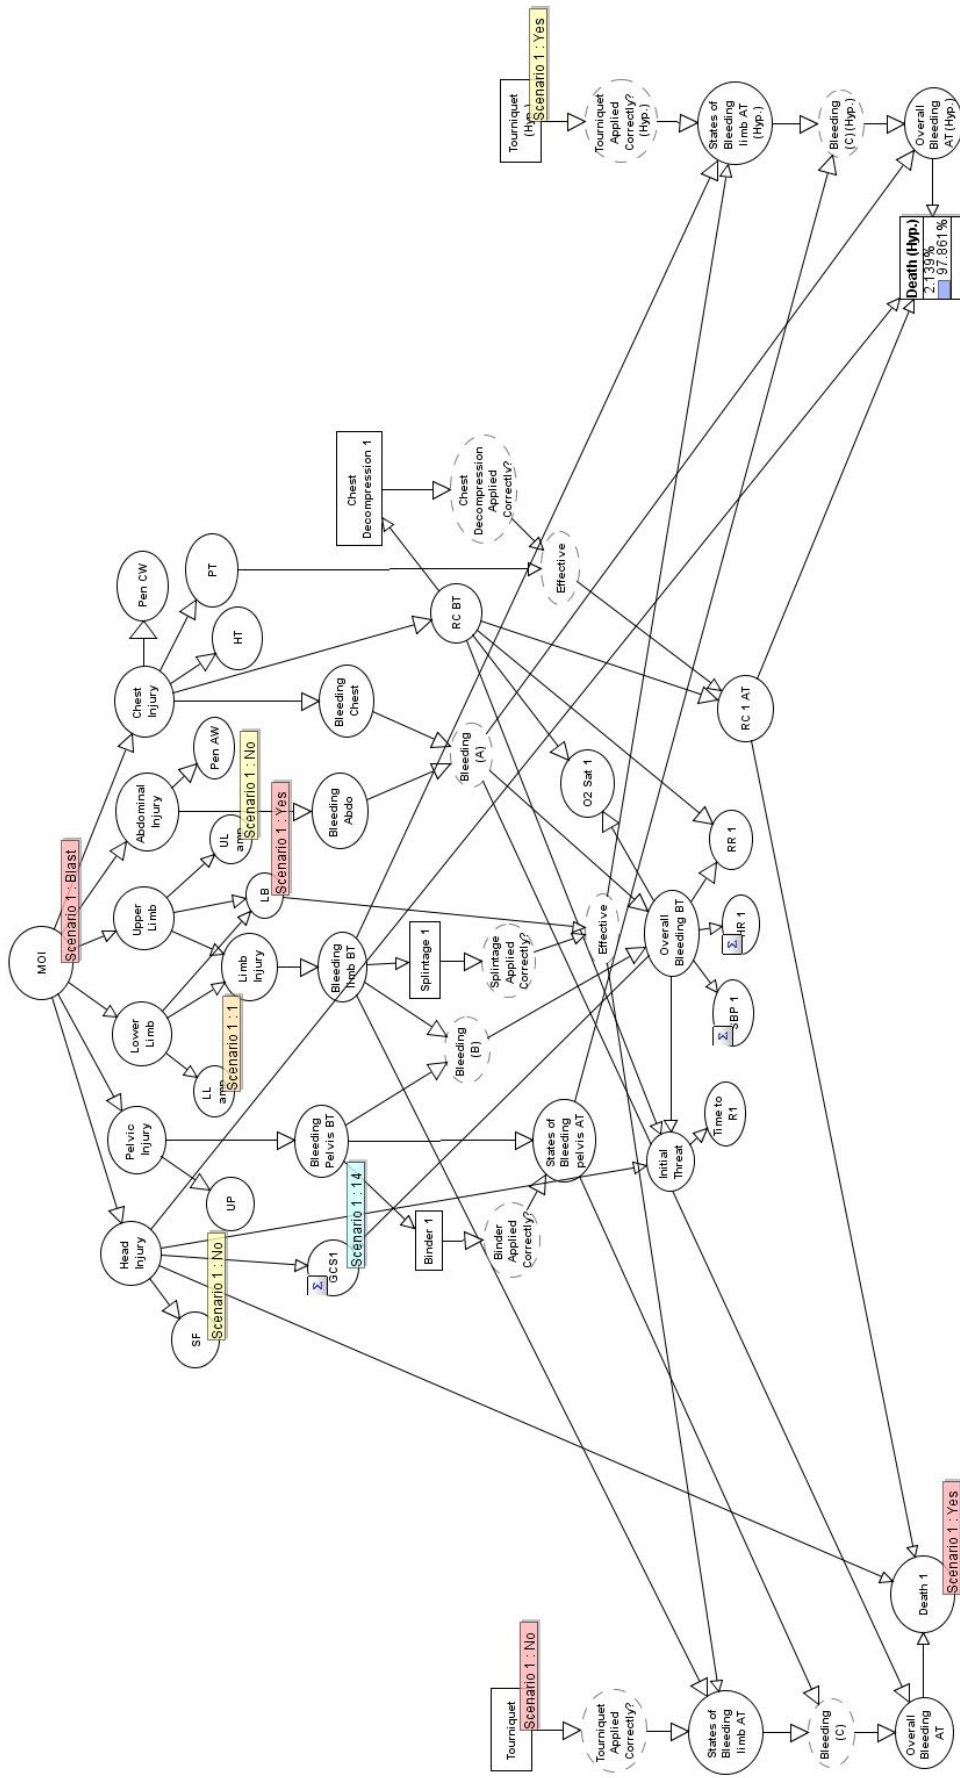 MOI
Scenario 1 : Blast
Head
Injury
Pelvic
Injury
Lower
Limb
Upper
Limb
Abdominal
Injury
Chest
Injury
Pen CW
SF
Scenario 1 : No
UP
LL
amp
Scenario 1 : 1
Limb
Injury
LB
Scenario 1 : Yes
UL
amp
Scenario 1 : No
Pen AW
HT
PT
Σ
GCS1
Scenario 1 : 14
Bleeding
Pelvis BT
Bleeding
limb BT
Bleeding
Abdo
Bleeding
Chest
Chest
Decompression 1
Binder 1
Splintage 1
RC BT
Binder
Applied
Correctly?
Bleeding
(B)
Splintage
Applied
Correctly?
Bleeding
(A)
Chest
Decompression
Applied
Correctly?
States of
Bleeding
pelvis AT
Effective
O2 Sat 1
Effective
Initial
Threat
Overall
Bleeding BT
Time to
R1
Σ
SBP 1
Σ
HR 1
RR 1
RC 1 AT
Tourniquet
Scenario 1 : No
Tourniquet
Applied
Correctly?
States of
Bleeding
limb AT
Bleeding
(C)
Overall
Bleeding
AT
Death 1
Scenario 1 : Yes
Tourniquet
(Hyp.)
Scenario 1 : Yes
Tourniquet
Applied
Correctly?
(Hyp.)
States of
Bleeding
limb AT
(Hyp.)
Bleeding
(C) (Hyp.)
Overall
Bleeding
AT (Hyp.)
Death (Hyp.)
2.139%
97.861%